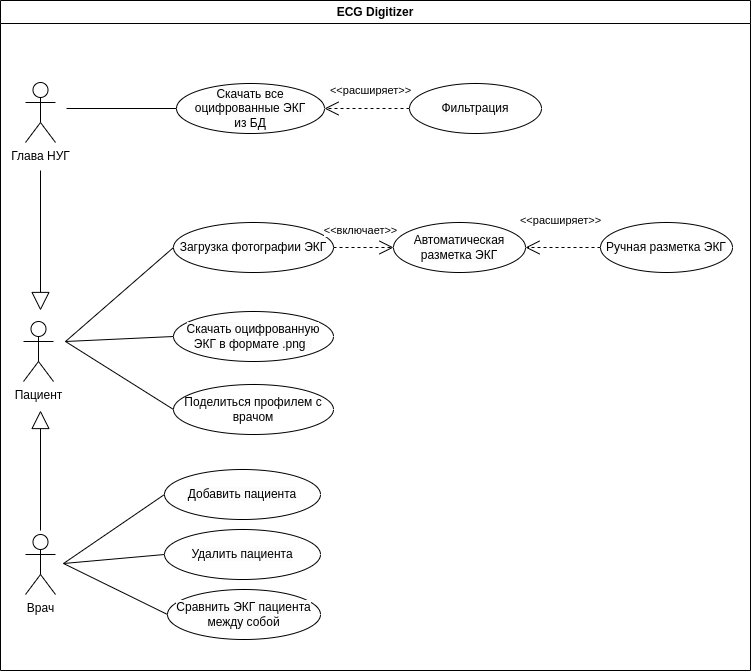 ECG Digitizer
Скачать все
оцифрованные ЭКГ
из БД
<<расширяет>>
Фильтрация
Глава НУГ
Загрузка фотографии ЭКГ
<<включает>>
Автоматическая
разметка ЭКГ
<<расширяет>>
Ручная разметка ЭКГ
Скачать оцифрованную
ЭКГ в формате .png
Пациент
Поделиться профилем с
врачом
Добавить пациента
Удалить пациента
Врач
Сравнить ЭКГ пациента
между собой